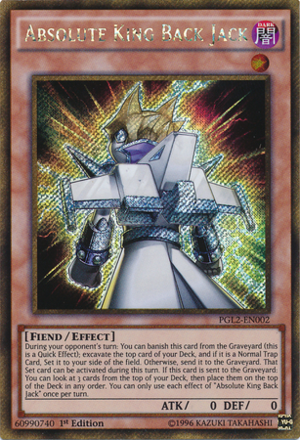 ABSOLUTE KING BACK JACK
DARK
闇
PGL2-EN002
[FIEND / EFFECT]
During your opponent's turn: You can banish this card from the Graveyard (this
is a Quick Effect); excavate the top card of your Deck, and if it is a Normal Trap
Card, Set it to your side of the field. Otherwise, send it to the Graveyard. That
Set card can be activated during this turn. If this card is sent to the Graveyard:
You can look at 3 cards from the top of your Deck, then place them on the top
of the Deck in any order. You can only use each effect of "Absolute King Back
Jack" once per turn.
ATK/ 0 DEF/ 0
60990740 1st Edition ©1996 KAZUKI TAKAHASHI